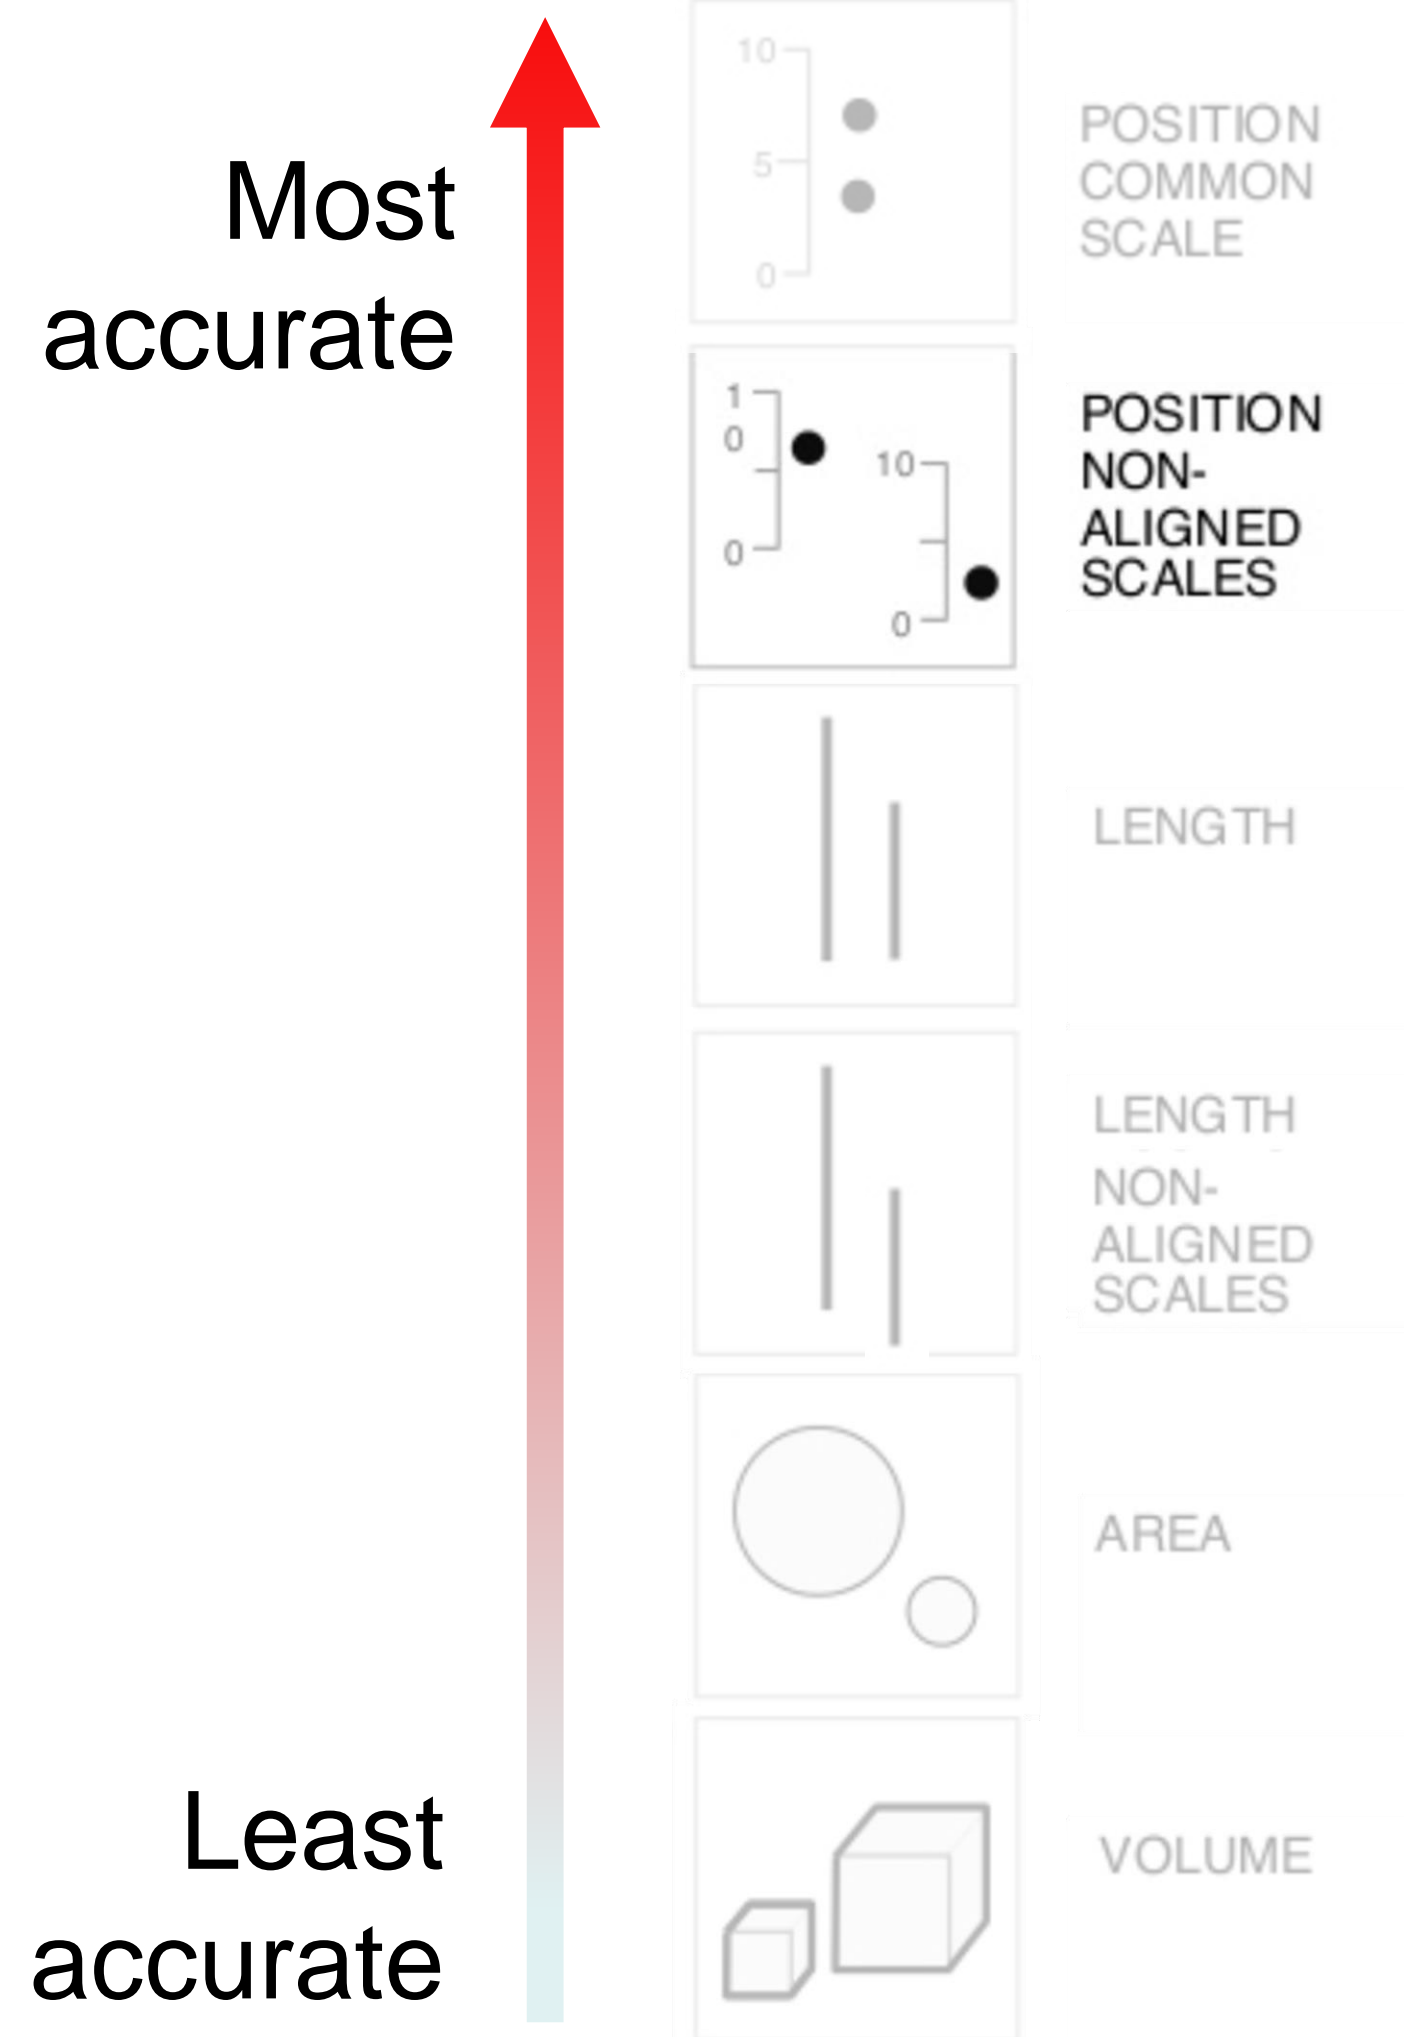 Most
accurate
10
5
0
POSITION
COMMON
SCALE
1
0
0
10
0
POSITION
NON-
ALIGNED
SCALES
LENGTH
LENGTH
NON-
ALIGNED
SCALES
AREA
Least
accurate
VOLUME